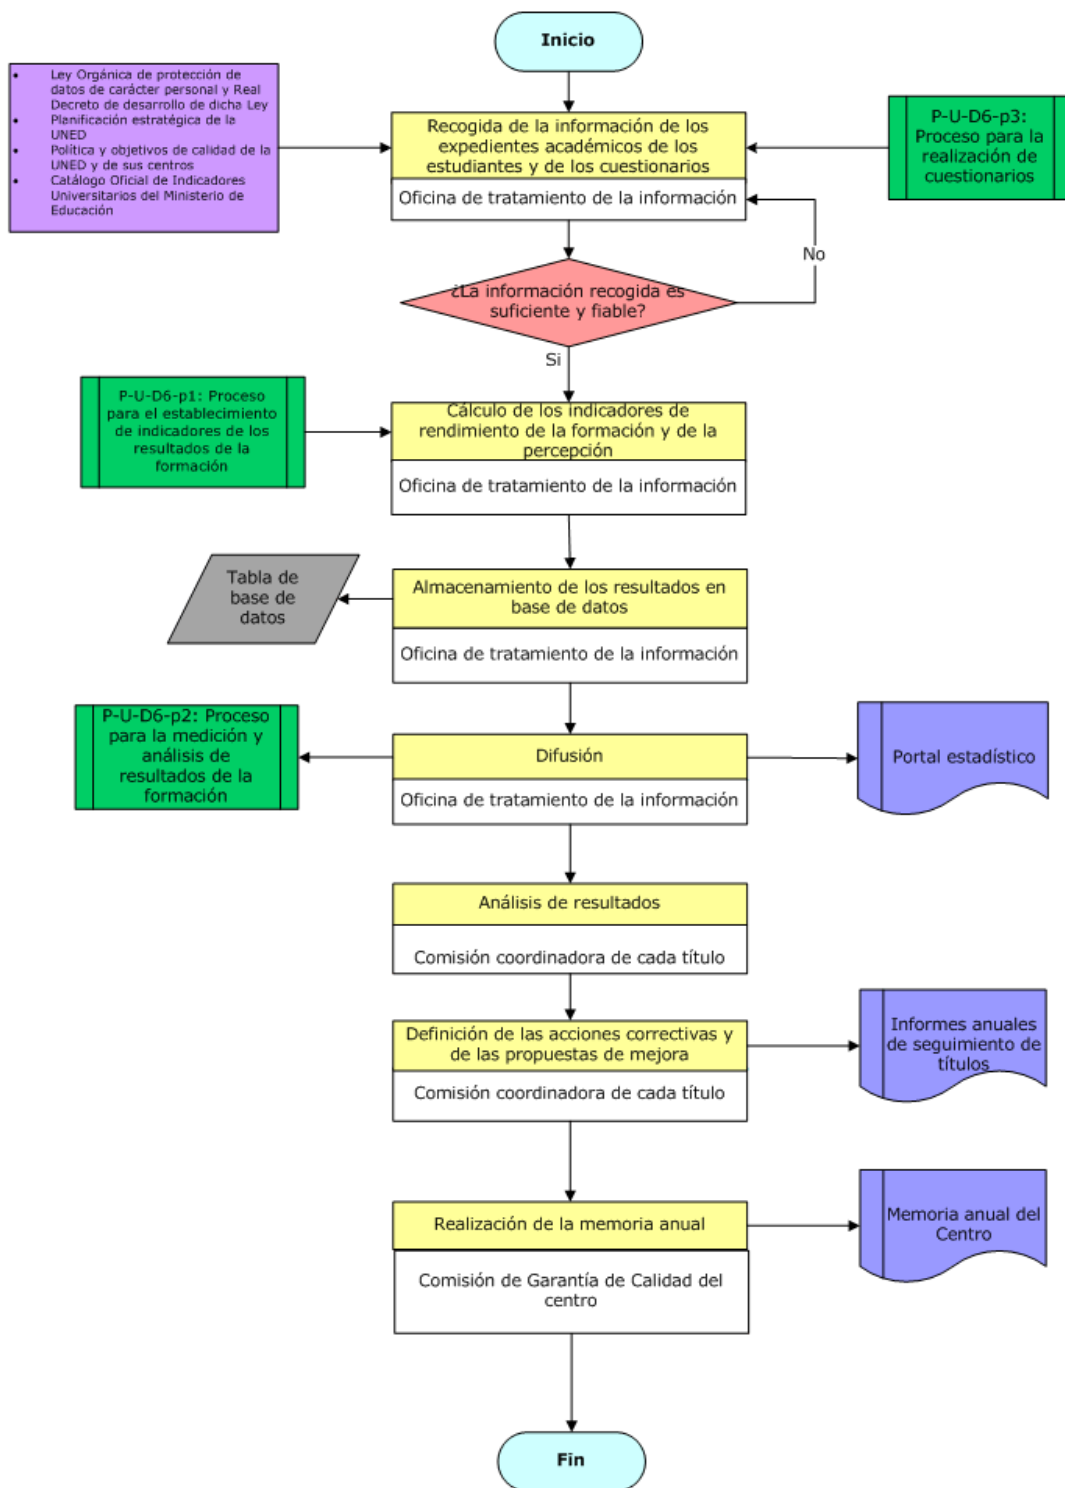 Inicio
• Ley Orgánica de protección de
datos de carácter personal y Real
Decreto de desarrollo de dicha Ley
• Planificación estratégica de la
UNED
• Política y objetivos de calidad de la
UNED y de sus centros
• Catálogo Oficial de Indicadores
Universitarios del Ministerio de
Educación
Recogida de la información de los
expedientes académicos de los
estudiantes y de los cuestionarios
Oficina de tratamiento de la información
P-U-D6-p3:
Proceso para la
realización de
cuestionarios
No
¿La información recogida es
suficiente y fiable?
Si
P-U-D6-p1: Proceso
para el establecimiento
de indicadores de los
resultados de la
formación
Cálculo de los indicadores de
rendimiento de la formación y de la
percepción
Oficina de tratamiento de la información
Tabla de
base de
datos
Almacenamiento de los resultados en
base de datos
Oficina de tratamiento de la información
P-U-D6-p2: Proceso
para la medición y
análisis de
resultados de la
formación
Difusión
Oficina de tratamiento de la información
Portal estadístico
Análisis de resultados
Comisión coordinadora de cada título
Definición de las acciones correctivas y
de las propuestas de mejora
Comisión coordinadora de cada título
Informes anuales
de seguimiento de
títulos
Realización de la memoria anual
Comisión de Garantía de Calidad del
centro
Memoria anual del
Centro
Fin